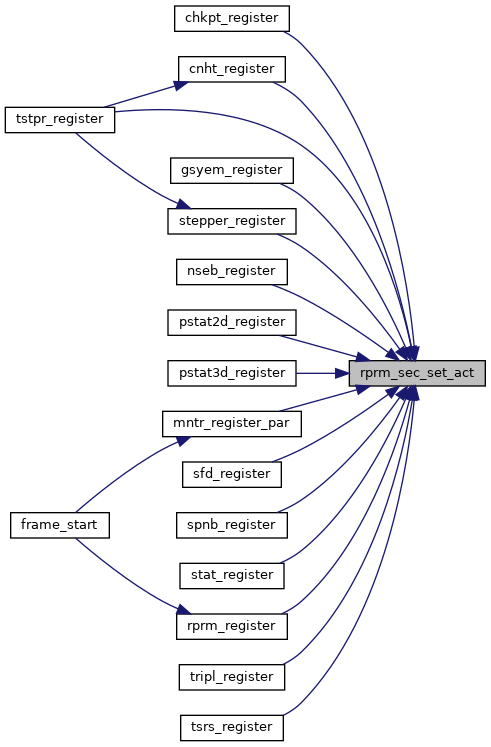 chkpt_register
cnht_register
tstpr_register
gsyem_register
stepper_register
nseb_register
pstat2d_register
pstat3d_register
rprm_sec_set_act
mntr_register_par
sfd_register
frame_start
spnb_register
stat_register
rprm_register
tripl_register
tsrs_register